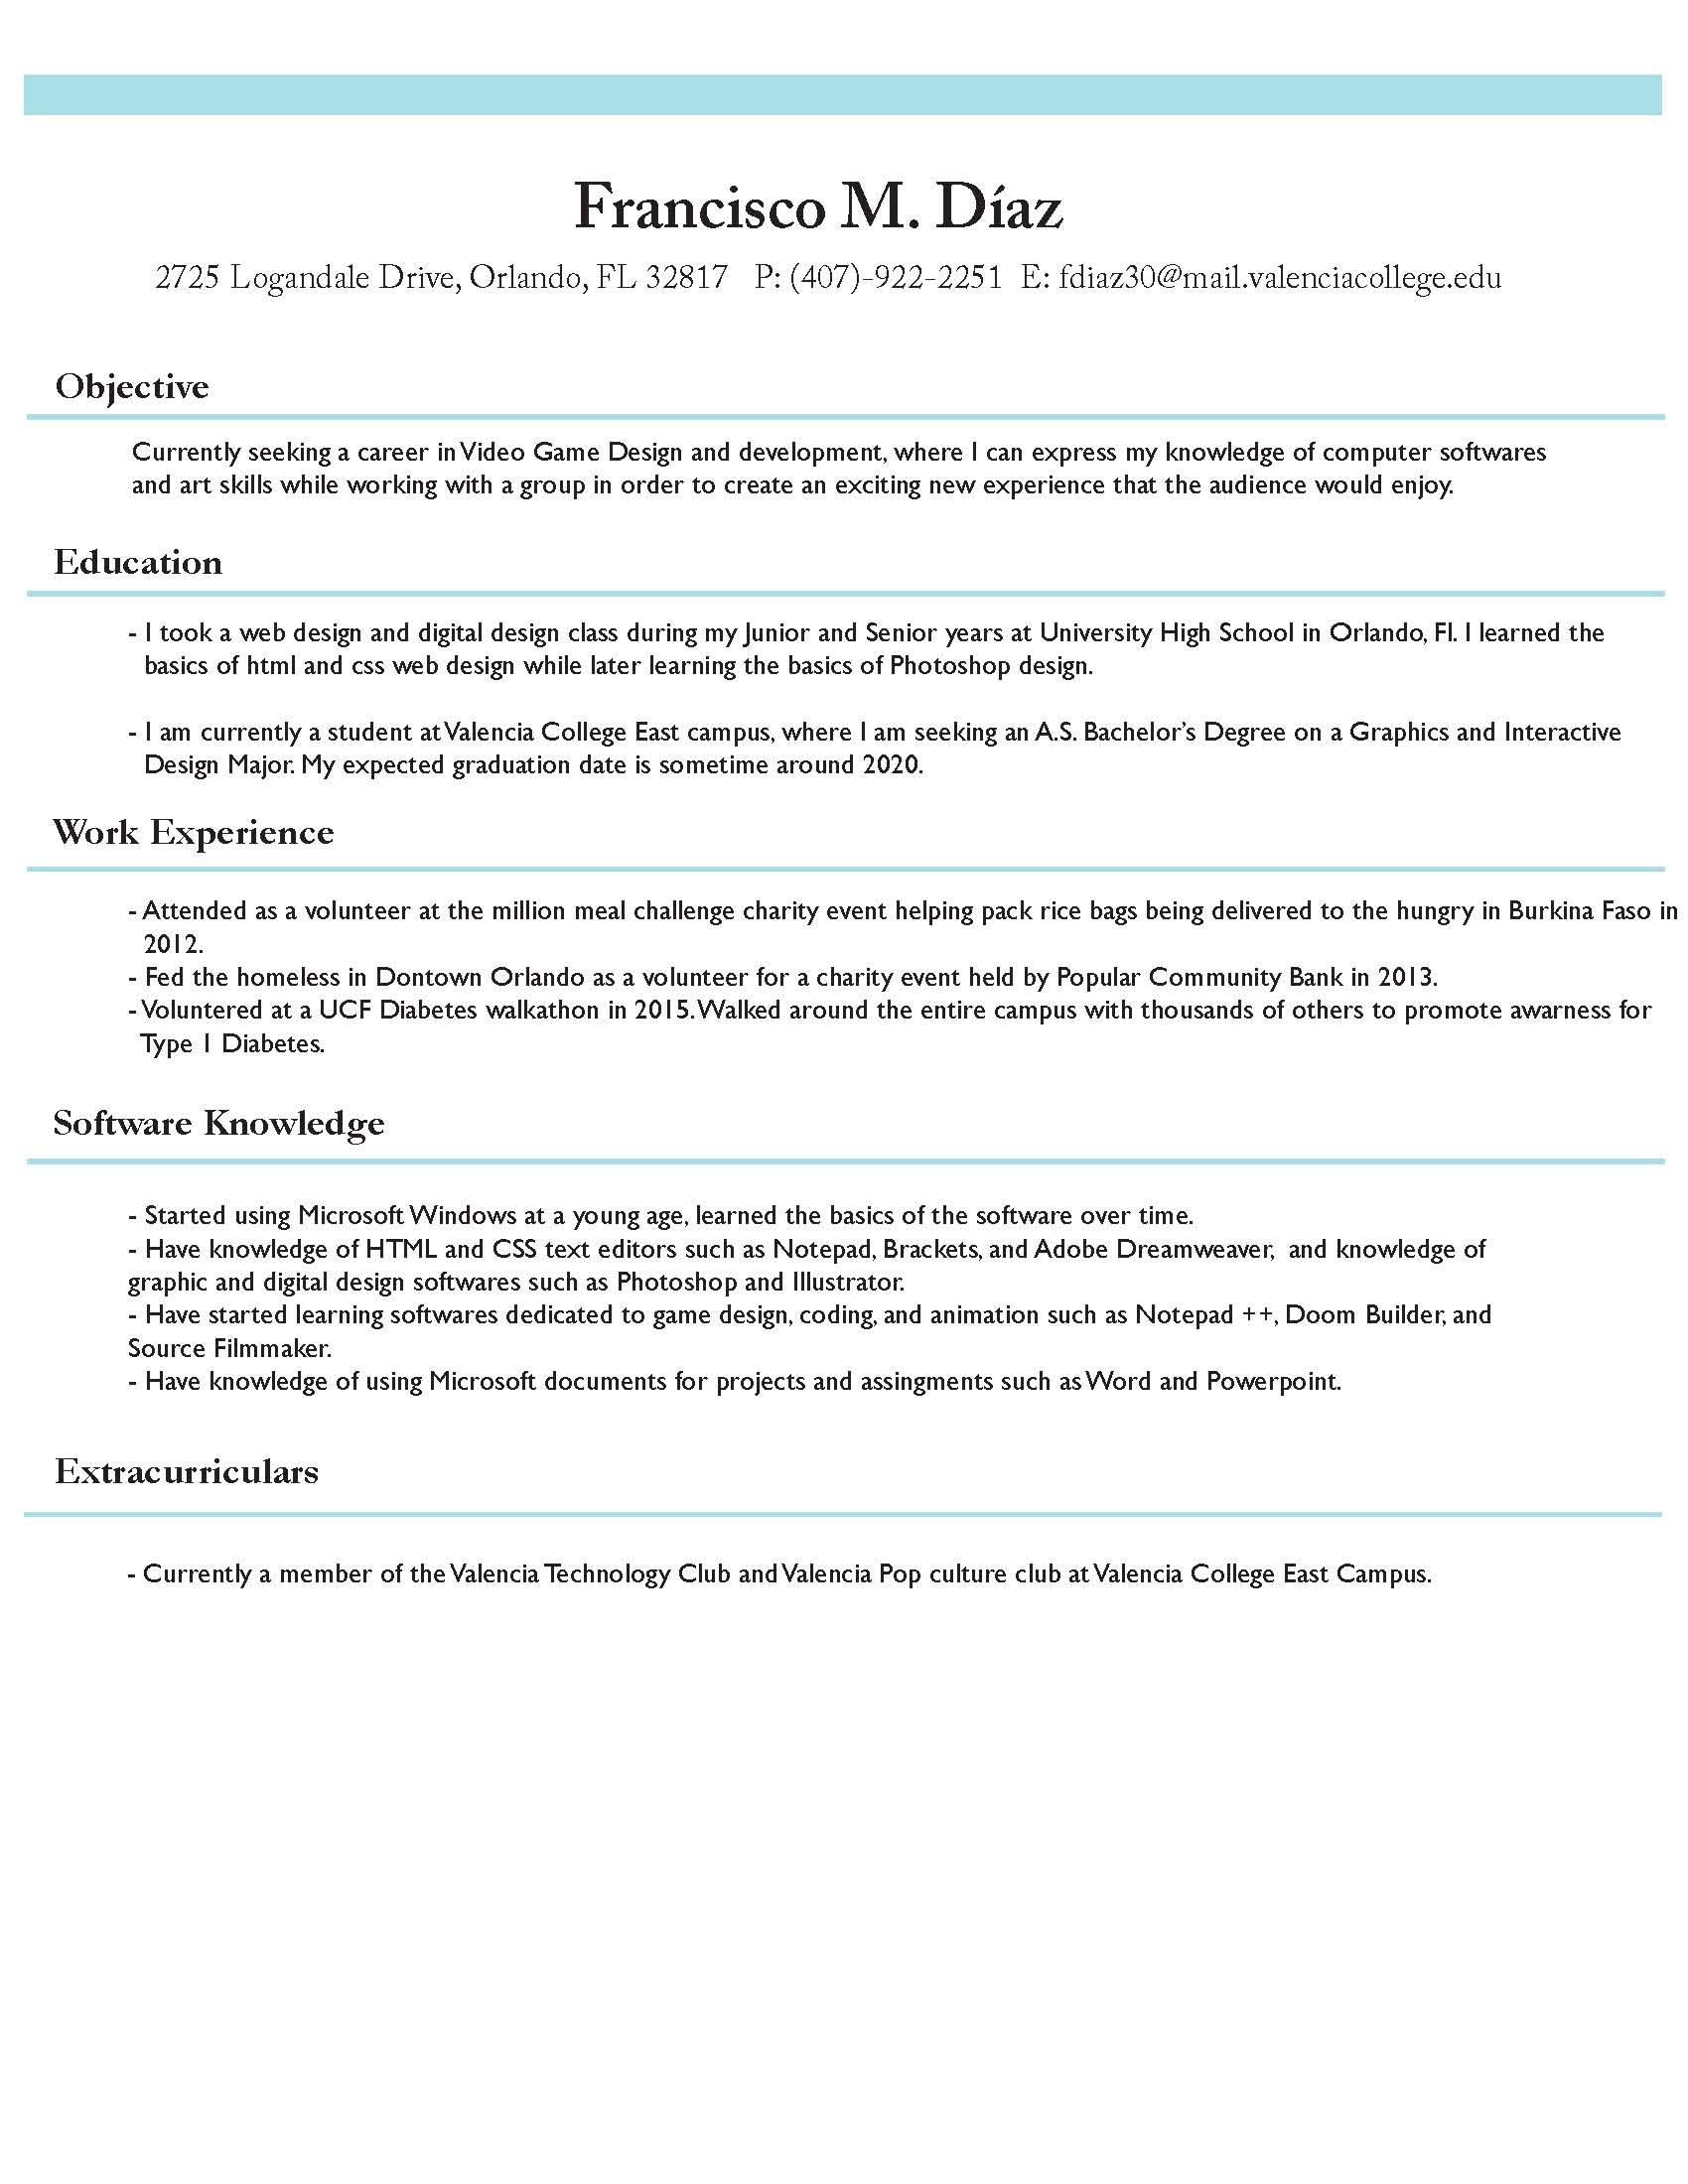 Francisco M. Díaz
2725 Logandale Drive, Orlando, FL 32817 P: (407)-922-2251 E: fdiaz30@mail.valenciacollege.edu
Objective
Currently seeking a career in Video Game Design and development, where I can express my knowledge of computer softwares
and art skills while working with a group in order to create an exciting new experience that the audience would enjoy.
Education
- I took a web design and digital design class during my Junior and Senior years at University High School in Orlando, Fl. I learned the
basics of html and css web design while later learning the basics of Photoshop design.
- I am currently a student at Valencia College East campus, where I am seeking an A.S. Bachelor's Degree on a Graphics and Interactive
Design Major. My expected graduation date is sometime around 2020.
Work Experience
- Attended as a volunteer at the million meal challenge charity event helping pack rice bags being delivered to the hungry in Burkina Faso in
2012.
- Fed the homeless in Dontown Orlando as a volunteer for a charity event held by Popular Community Bank in 2013.
- Voluntered at a UCF Diabetes walkathon in 2015. Walked around the entire campus with thousands of others to promote awarness for
Type 1 Diabetes.
Software Knowledge
- Started using Microsoft Windows at a young age, learned the basics of the software over time.
- Have knowledge of HTML and CSS text editors such as Notepad, Brackets, and Adobe Dreamweaver, and knowledge of
graphic and digital design softwares such as Photoshop and Illustrator.
- Have started learning softwares dedicated to game design, coding, and animation such as Notepad ++, Doom Builder, and
Source Filmmaker.
- Have knowledge of using Microsoft documents for projects and assingments such as Word and Powerpoint.
Extracurriculars
- Currently a member of the Valencia Technology Club and Valencia Pop culture club at Valencia College East Campus.